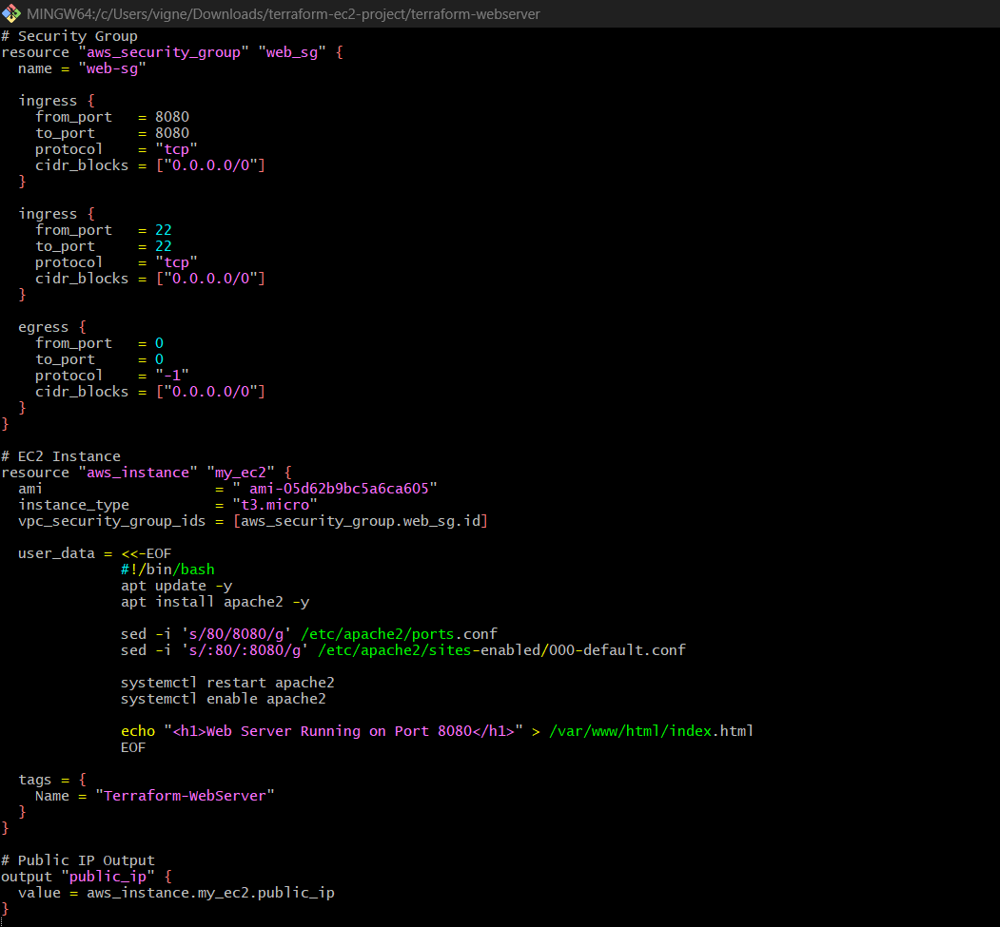 MINGW64:/c/Users/vigne/Downloads/terraform-ec2-project/terraform-webserver
# Security Group
resource "aws_security_group" "web_sg" {
  name = "web-sg"

  ingress {
    from_port   = 8080
    to_port     = 8080
    protocol    = "tcp"
    cidr_blocks = ["0.0.0.0/0"]
  }

  ingress {
    from_port   = 22
    to_port     = 22
    protocol    = "tcp"
    cidr_blocks = ["0.0.0.0/0"]
  }

  egress {
    from_port   = 0
    to_port     = 0
    protocol    = "-1"
    cidr_blocks = ["0.0.0.0/0"]
  }
}

# EC2 Instance
resource "aws_instance" "my_ec2" {
  ami                    = " ami-05d62b9bc5a6ca605"
  instance_type          = "t3.micro"
  vpc_security_group_ids = [aws_security_group.web_sg.id]

  user_data = <<-EOF
              #!/bin/bash
              apt update -y
              apt install apache2 -y

              sed -i 's/80/8080/g' /etc/apache2/ports.conf
              sed -i 's/:80/:8080/g' /etc/apache2/sites-enabled/000-default.conf

              systemctl restart apache2
              systemctl enable apache2

              echo "<h1>Web Server Running on Port 8080</h1>" > /var/www/html/index.html
              EOF

  tags = {
    Name = "Terraform-WebServer"
  }
}

# Public IP Output
output "public_ip" {
  value = aws_instance.my_ec2.public_ip
}